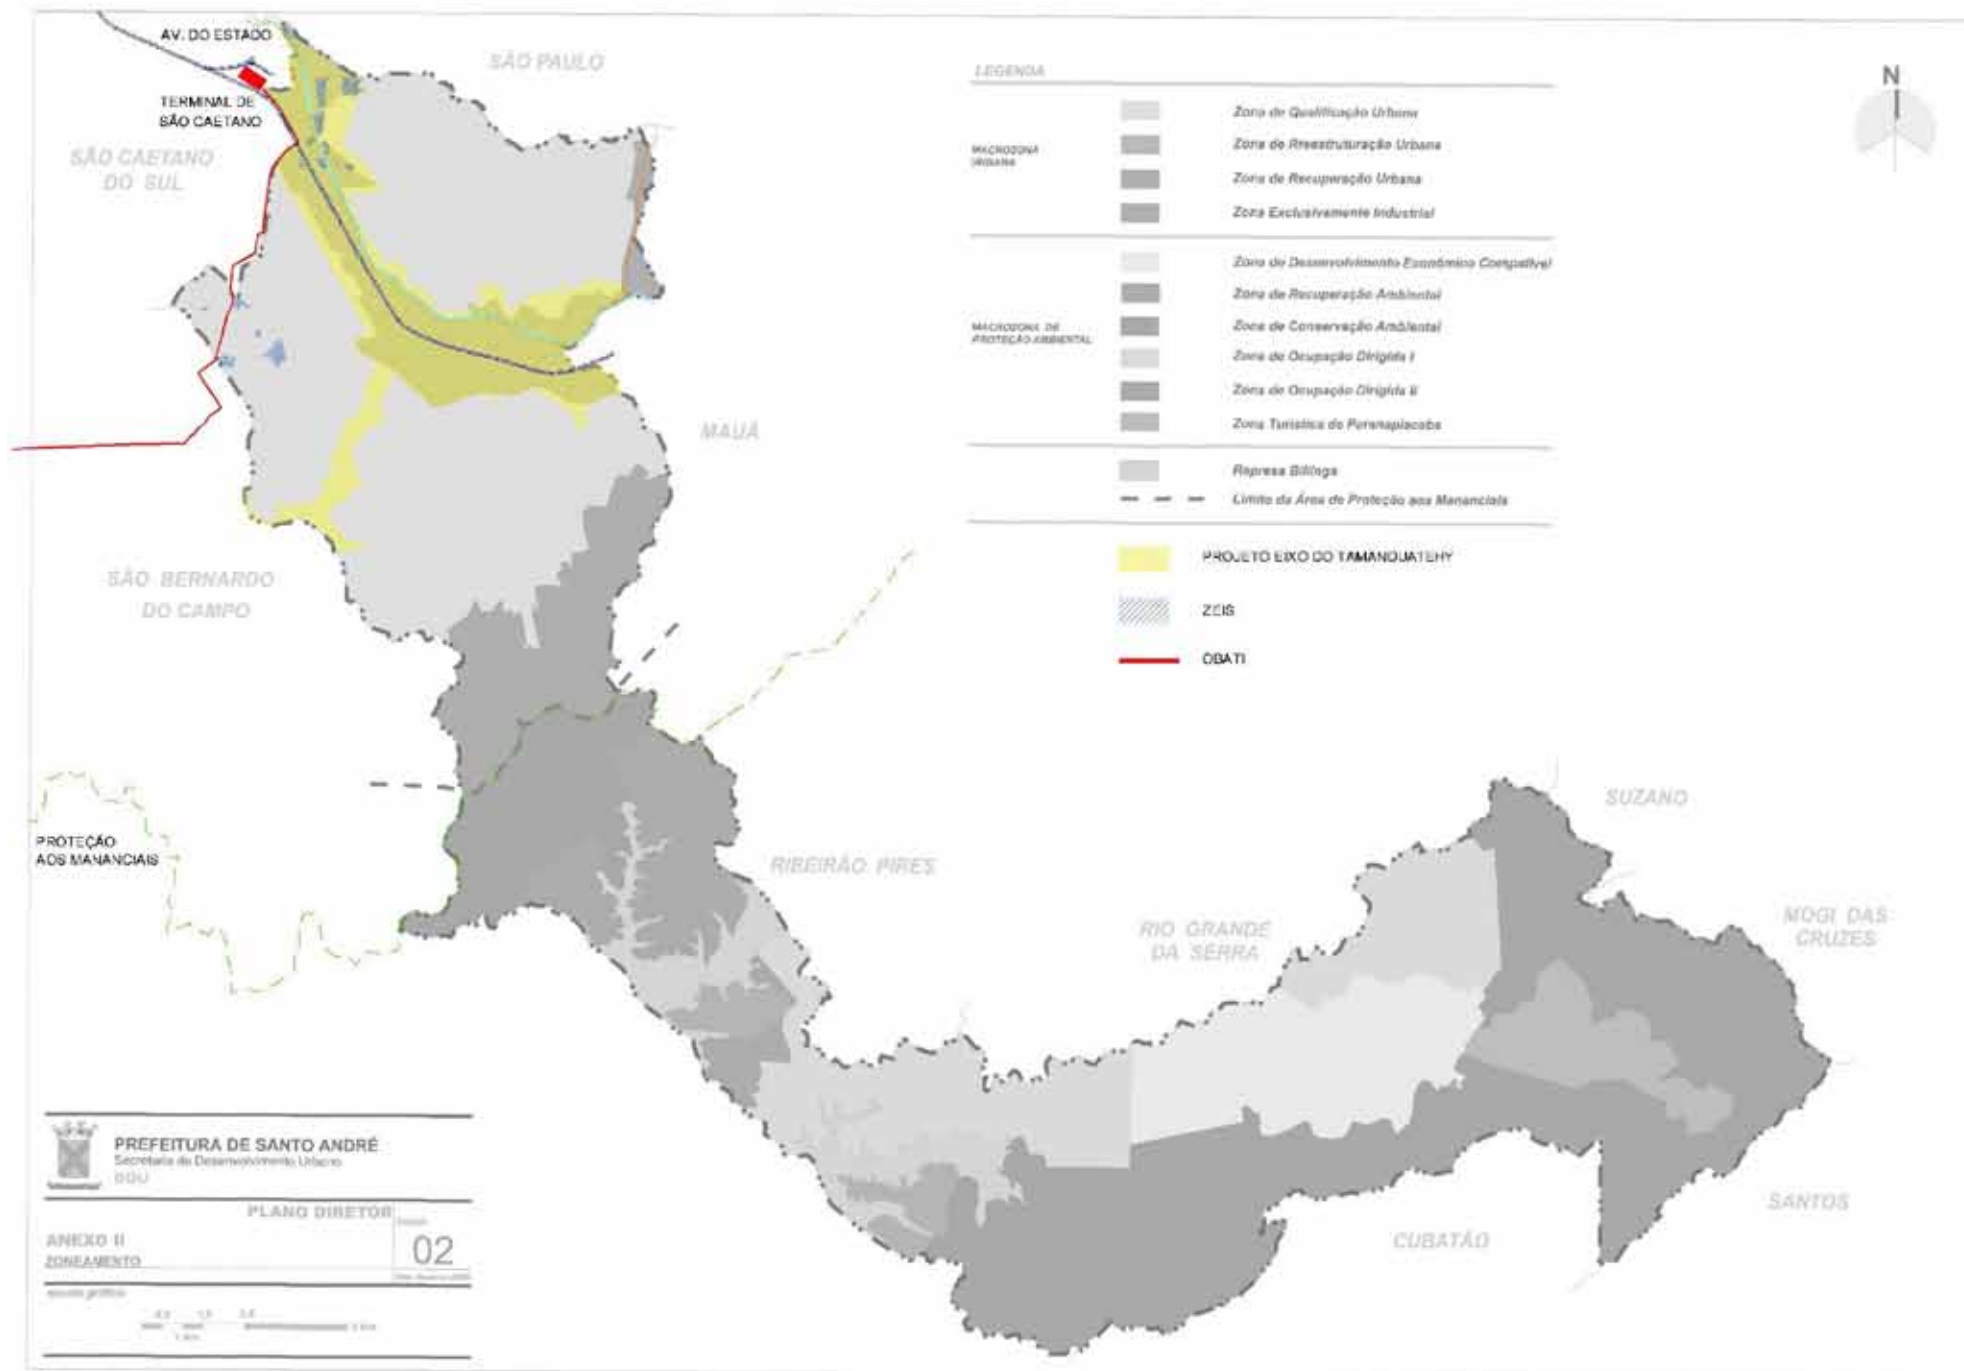 AV. DO ESTADO
SÃO PAULO
TERMINAL DE
SÃO CAETANO
SÃO CAETANO
DO SUL
MAUÁ
SÃO BERNARDO
DO CAMPO
PROTEÇÃO
AOS MANANCIAIS
RIBEIRÃO PIRES
RIO GRANDE
DA SERRA
SUZANO
MOGI DAS
CRUZES
SANTOS
CUBATÃO
N
LEGENDA
MACROZONA
URBANA
Zona de Qualificação Urbana
Zona de Reestruturação Urbana
Zona de Recuperação Urbana
Zona Exclusivamente Industrial
MACROZONA DE
PROTEÇÃO AMBIENTAL
Zona de Desenvolvimento Econômico Compatível
Zona de Recuperação Ambiental
Zona de Conservação Ambiental
Zona de Ocupação Dirigida I
Zona de Ocupação Dirigida II
Zona Turística de Paranapiacaba
Represa Billings
Limite da Área de Proteção aos Mananciais
PROJETO EIXO DO TAMANDUATEHY
ZEIS
OBATI
PREFEITURA DE SANTO ANDRÉ
Secretaria de Desenvolvimento Urbano
PLANO DIRETOR
ANEXO II
ZONEAMENTO
02
escala gráfica